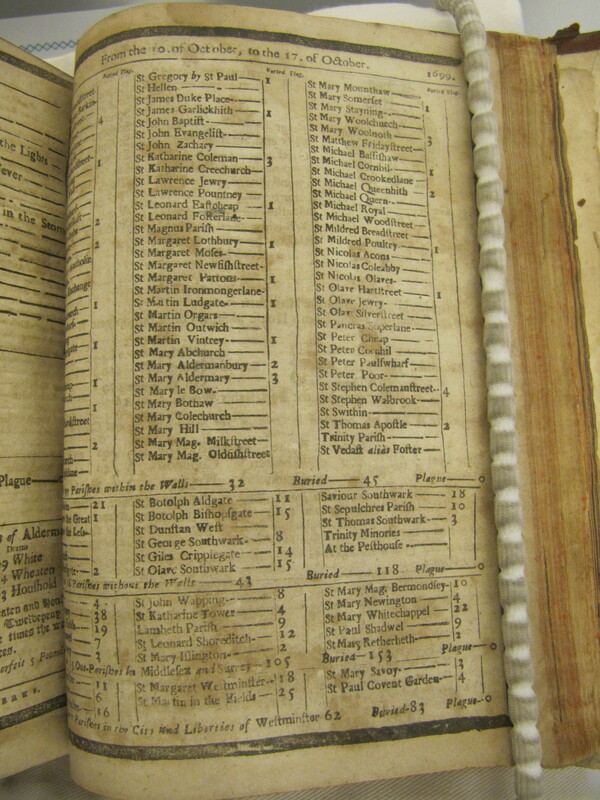 From the 10. of October, to the 17. of October. 1699.
Buried Plag.
St Gregory by St Paul 1
St Hellen
St James Duke Place
St James Garlickhith 1
St John Baptist
St John Evangelist
St John Zachary
St Katharine Coleman 3
St Katharine Creechurch
St Lawrence Jewry
St Lawrence Pountney
St Leonard Eastcheap 1
St Leonard Fosterlane
St Magnus Parish
St Margaret Lothbury 1
St Margaret Moses
St Margaret Newfishstreet
St Margaret Pattons 1
St Martin Ironmongerlane
St Martin Ludgate 1
St Martin Orgars
St Martin Outwich
St Martin Vintrey 1
St Mary Abchurch
St Mary Aldermanbury 2
St Mary Aldermary 3
St Mary le Bow
St Mary Bothaw
St Mary Colechurch
St Mary Hill
St Mary Mag. Milkstreet
St Mary Mag. Oldfishstreet
Buried Plag.
St Mary Mounthaw
St Mary Somerset
St Mary Stayning 1
St Mary Woolchurch
St Mary Woolnoth
St Matthew Fridaystreet 3
St Michael Bassishaw
St Michael Cornhil 1
St Michael Crookedlane
St Michael Queenhith 2
St Michael Quern
St Michael Royal
St Michael Woodstreet
St Mildred Breadstreet
St Mildred Poultry
St Nicolas Acons 1
St Nicolas Coleabby
St Nicolas Olaves
St Olave Hartstreet 1
St Olave Jewry
St Olav Silverstreet
St Pancras Soperlane
St Peter Cheap
St Peter Cornhil
St Peter Paulswharf
St Peter Poor
St Stephen Colemanstreet 4
St Stephen Walbrook
St Swithin
St Thomas Apostle 2
Trinity Parish
St Vedast alias Foster
Parishes within the Walls 32 Buried 45 Plague 0
St Botolph Aldgate 11
St Botolph Bishopsgate 15
St Dunstan West
St George Southwark 8
St Giles Cripplegate 14
St Olave Southwark 15
Saviour Southwark 18
St Sepulchres Parish 10
St Thomas Southwark 3
Trinity Minories
At the Pesthouse
Parishes without the Walls 43 Buried 118 Plague 0
St John Wapping 8
St Katharine Tower 4
Lambeth Parish 9
St Leonard Shoreditch 12
St Mary Islington 2
St Mary Mag. Bermondsey 10
St Mary Newington 4
St Mary Whitechappel 22
St Paul Shadwel 9
St Mary Rotherheth 2
Out-Parishes in Middlesex and Surrey 105 Buried 153 Plague 0
St Margaret Westminster 18
St Martin in the Fields 25
St Mary Savoy 3
St Paul Covent Garden 4
Parishes in the City and Liberties of Westminster 62 Buried 83 Plague 0